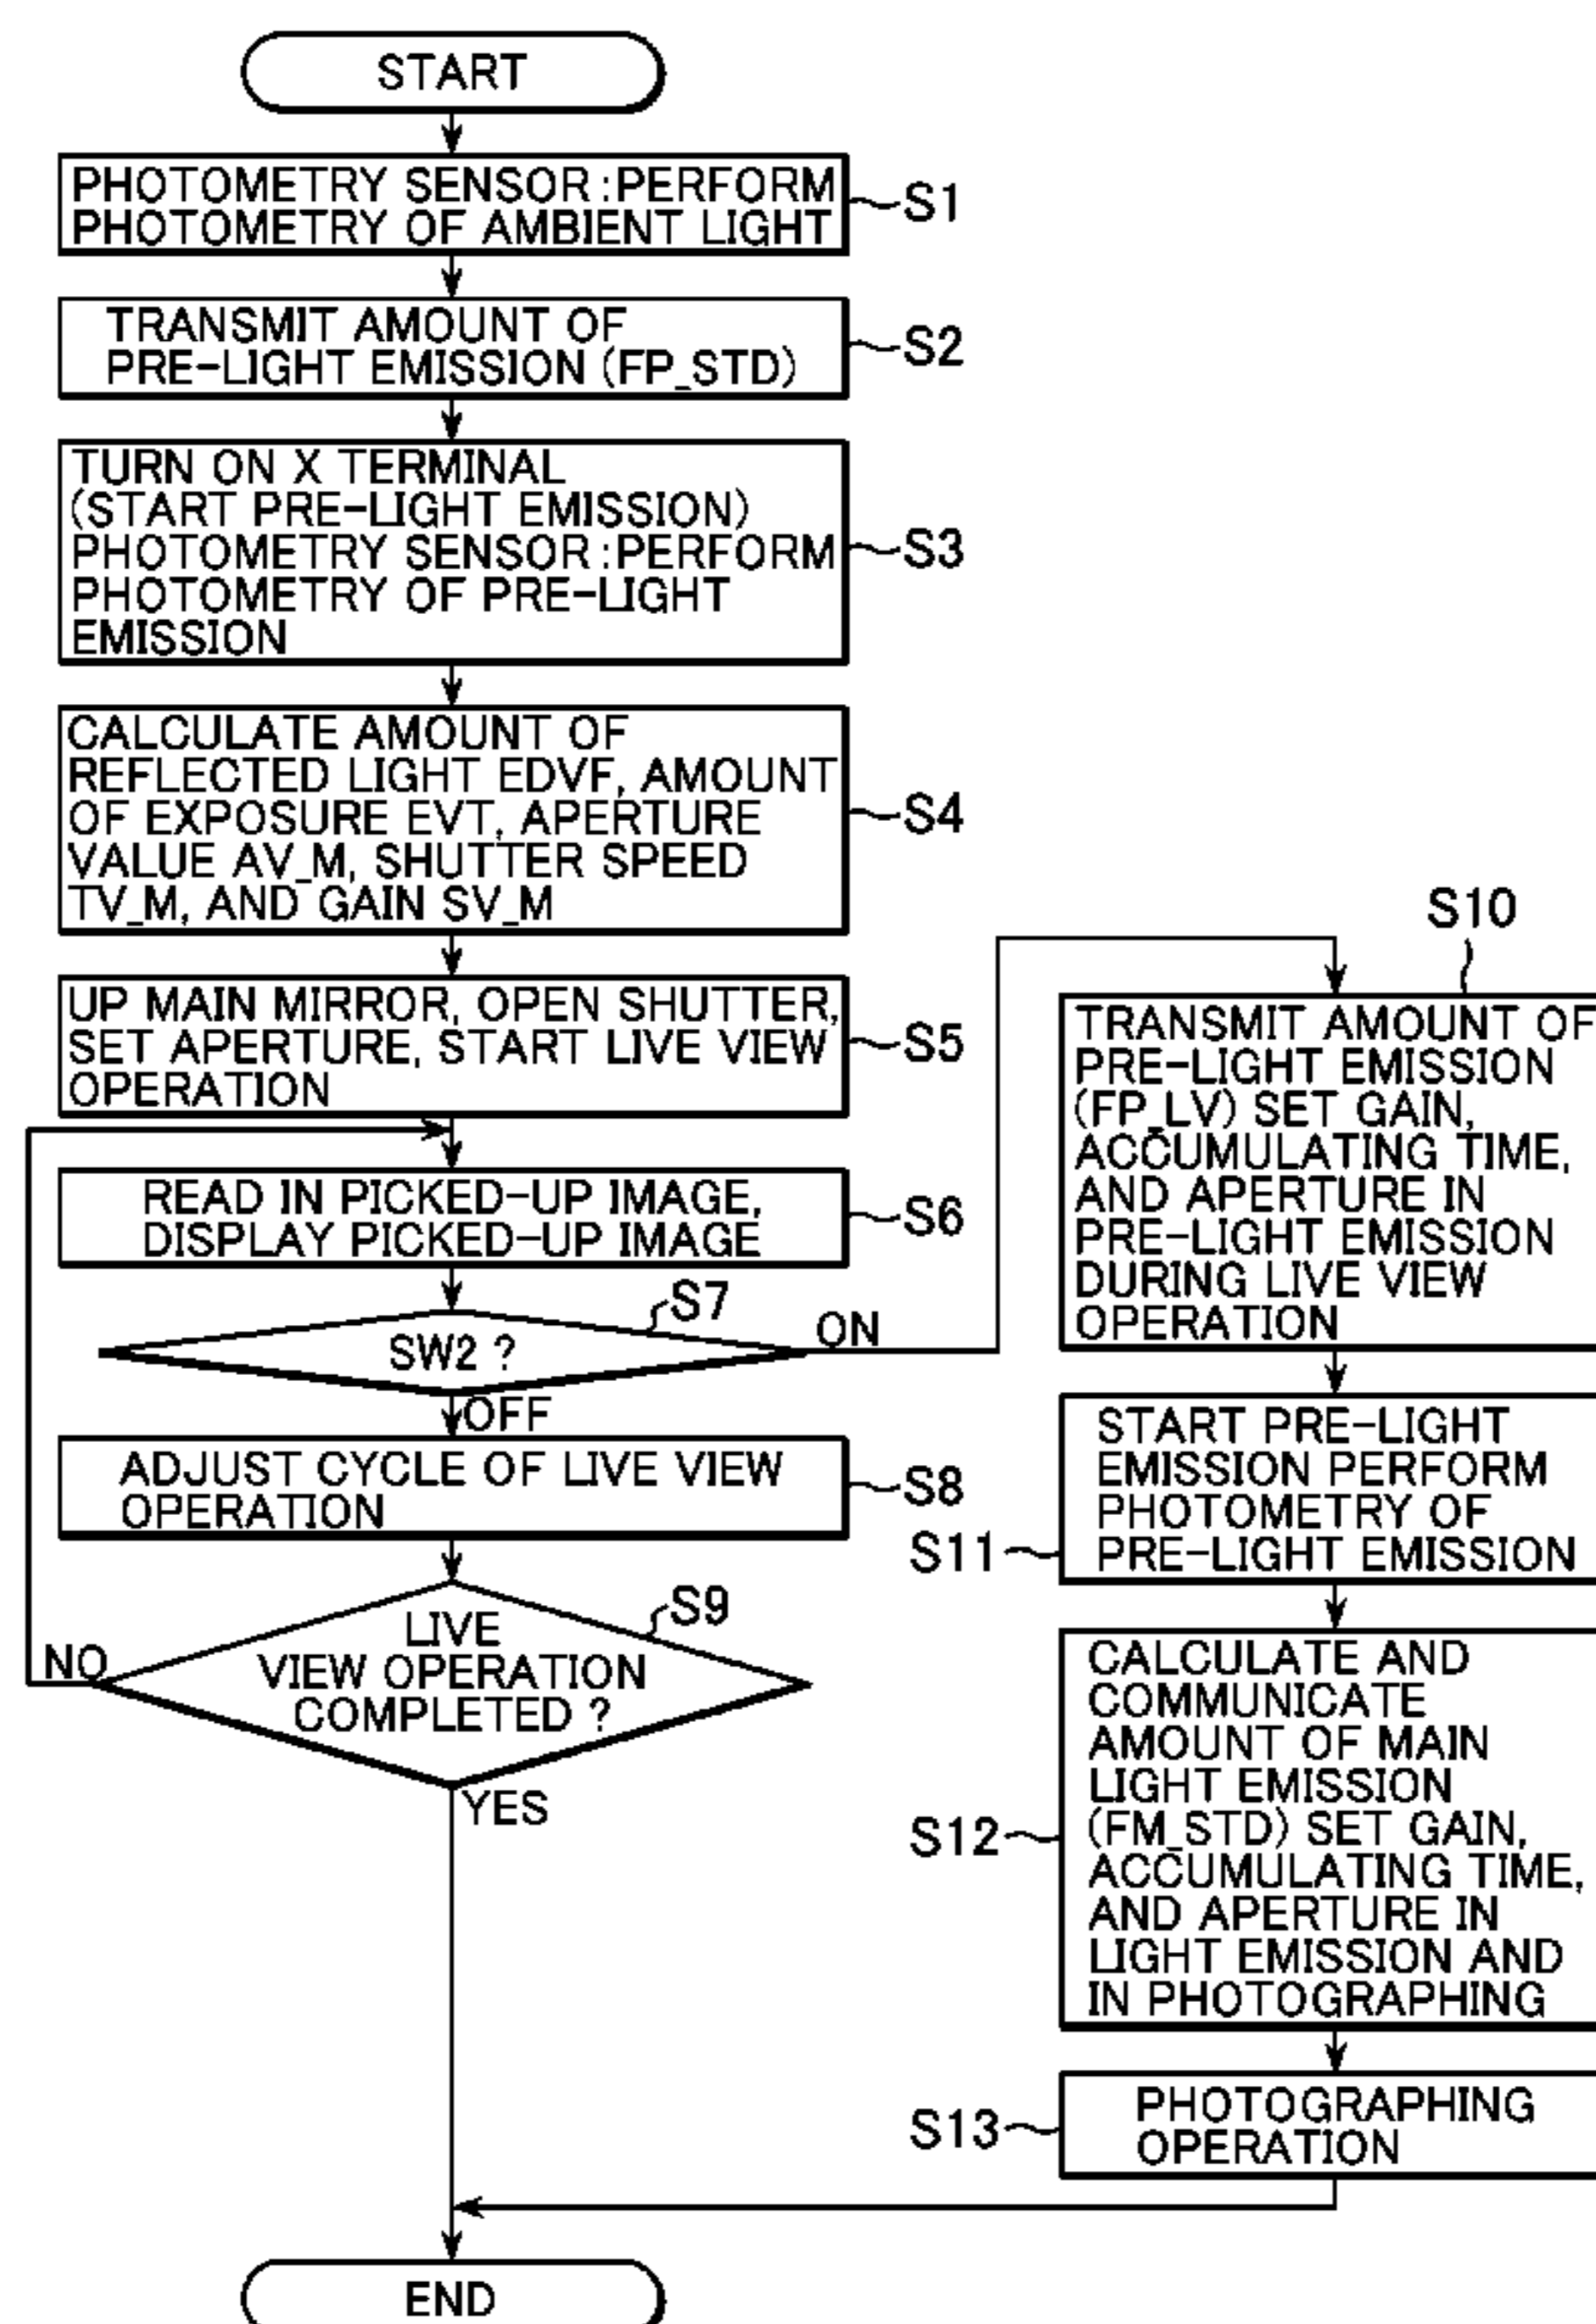 START
PHOTOMETRY SENSOR:PERFORM
PHOTOMETRY OF AMBIENT LIGHT
S1
TRANSMIT AMOUNT OF
PRE-LIGHT EMISSION (FP_STD)
S2
TURN ON X TERMINAL
(START PRE-LIGHT EMISSION)
PHOTOMETRY SENSOR:PERFORM
PHOTOMETRY OF PRE-LIGHT
EMISSION
S3
CALCULATE AMOUNT OF
REFLECTED LIGHT EDVF, AMOUNT
OF EXPOSURE EVT, APERTURE
VALUE AV_M, SHUTTER SPEED
TV_M, AND GAIN SV_M
S4
UP MAIN MIRROR, OPEN SHUTTER,
SET APERTURE, START LIVE VIEW
OPERATION
S5
READ IN PICKED-UP IMAGE,
DISPLAY PICKED-UP IMAGE
S6
S7
SW2 ?
ON
OFF
ADJUST CYCLE OF LIVE VIEW
OPERATION
S8
S9
LIVE
VIEW OPERATION
COMPLETED ?
NO
YES
S10
TRANSMIT AMOUNT OF
PRE-LIGHT EMISSION
(FP_LV) SET GAIN,
ACCUMULATING TIME,
AND APERTURE IN
PRE-LIGHT EMISSION
DURING LIVE VIEW
OPERATION
START PRE-LIGHT
EMISSION PERFORM
PHOTOMETRY OF
PRE-LIGHT EMISSION
S11
CALCULATE AND
COMMUNICATE
AMOUNT OF MAIN
LIGHT EMISSION
(FM_STD) SET GAIN,
ACCUMULATING TIME,
AND APERTURE IN
LIGHT EMISSION AND
IN PHOTOGRAPHING
S12
PHOTOGRAPHING
OPERATION
S13
END